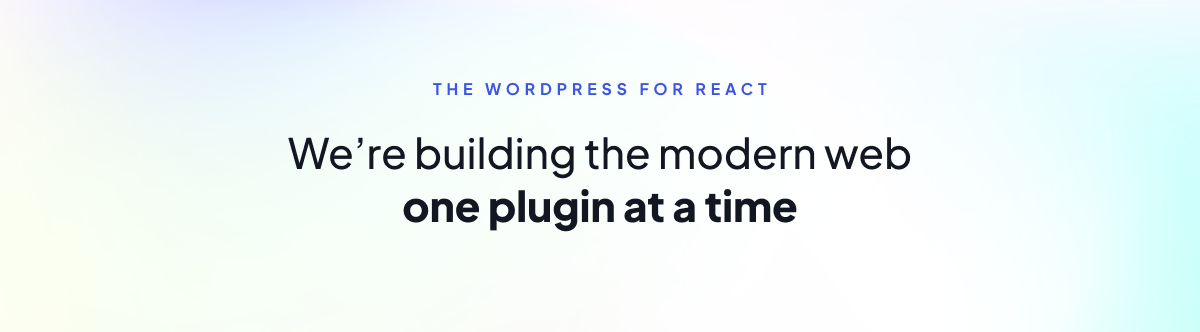 THE WORDPRESS FOR REACT
We’re building the modern web
one plugin at a time